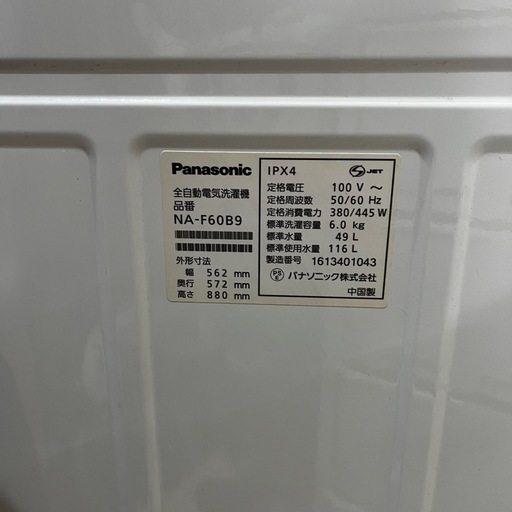 Panasonic
全自動電気洗濯機
品番
NA-F60B9
外形寸法
幅 562 mm
奥行 572 mm
高さ 880 mm
IPX4
S JET
定格電圧 100 V ～
定格周波数 50/60 Hz
定格消費電力 380/445 W
標準洗濯容量 6.0 kg
標準水量 49 L
標準使用水量 116 L
製造番号 1613401043
PSE パナソニック株式会社
中国製